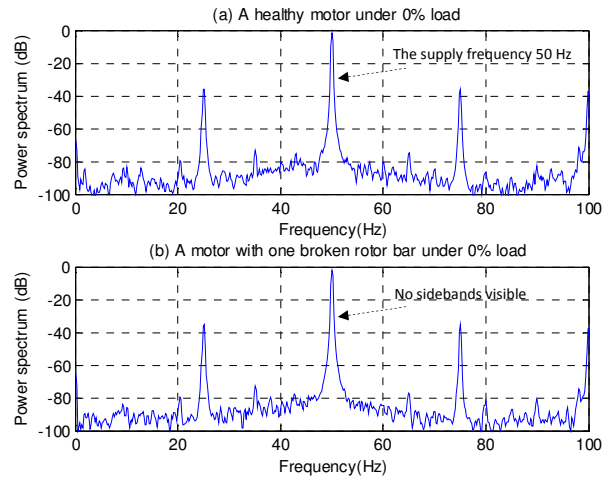 (a) A healthy motor under 0% load
0
-20
-40
-60
-80
-100
Power spectrum (dB)
The supply frequency 50 Hz
0 20 40 60 80 100
Frequency(Hz)
(b) A motor with one broken rotor bar under 0% load
0
-20
-40
-60
-80
-100
Power spectrum (dB)
No sidebands visible
0 20 40 60 80 100
Frequency(Hz)